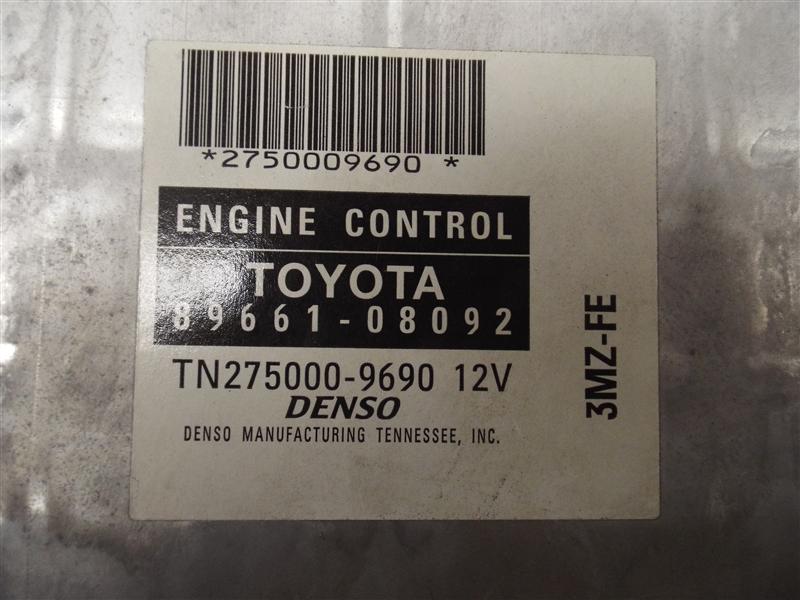 *2750009690 *
ENGINE CONTROL
TOYOTA
89661-08092
TN275000-9690 12V
DENSO
DENSO MANUFACTURING TENNESSEE, INC.
3MZ-FE